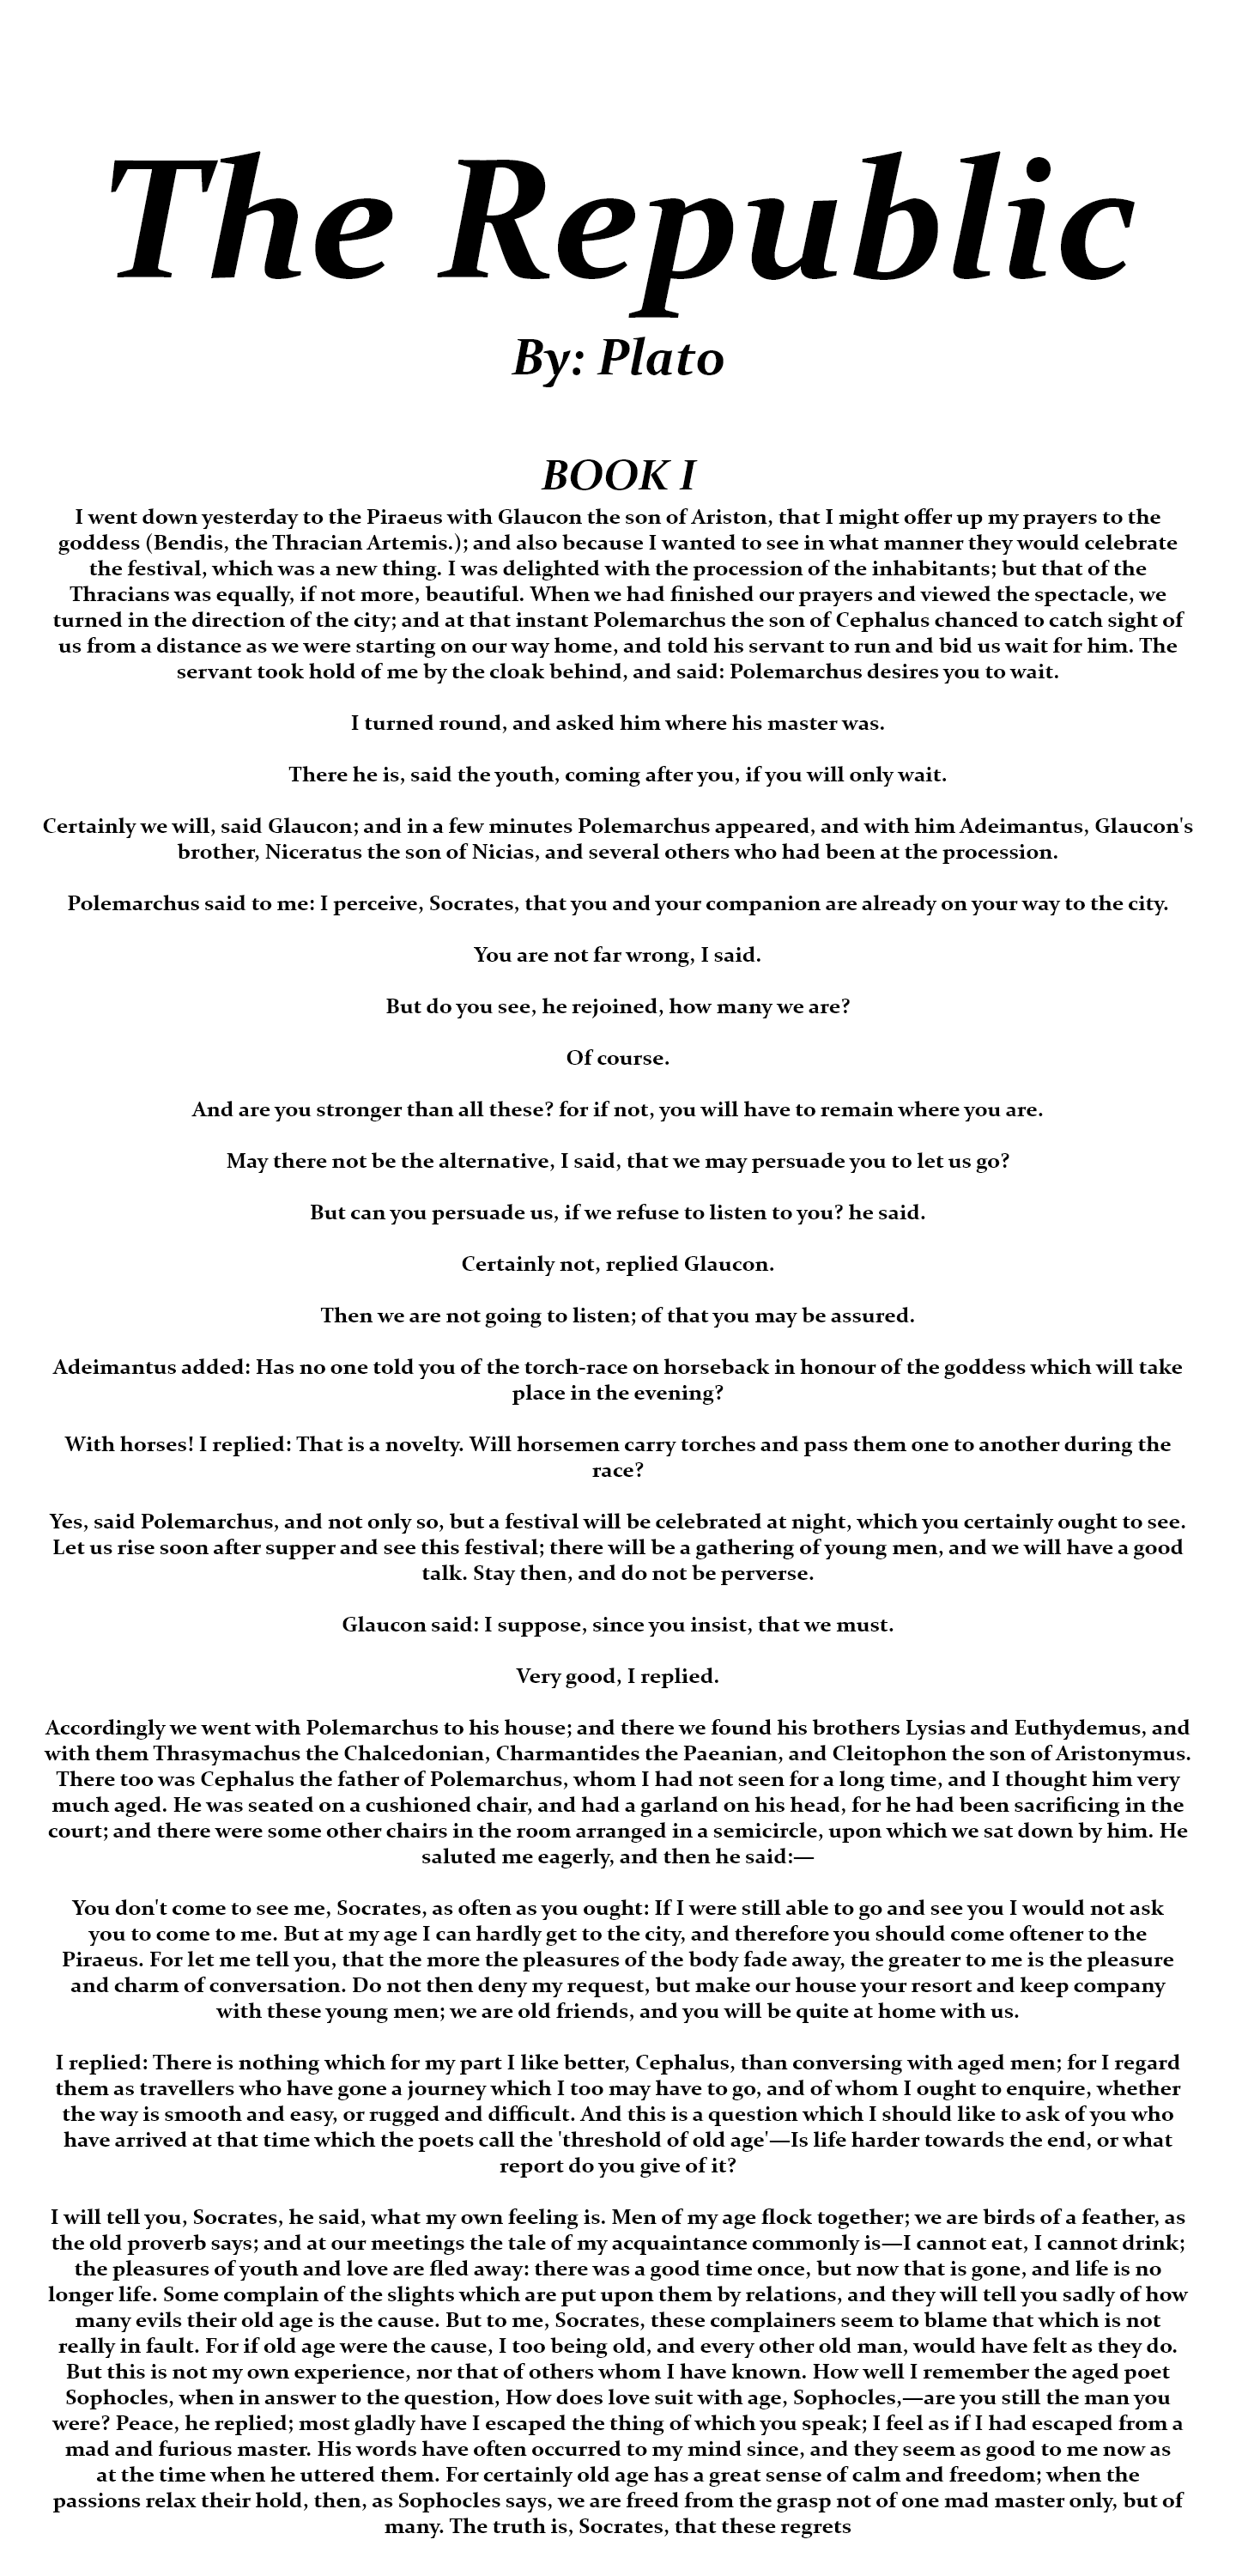 The Republic
By: Plato
BOOK I
I went down yesterday to the Piraeus with Glaucon the son of Ariston, that I might offer up my prayers to the
goddess (Bendis, the Thracian Artemis.); and also because I wanted to see in what manner they would celebrate
the festival, which was a new thing. I was delighted with the procession of the inhabitants; but that of the
Thracians was equally, if not more, beautiful. When we had finished our prayers and viewed the spectacle, we
turned in the direction of the city; and at that instant Polemarchus the son of Cephalus chanced to catch sight of
us from a distance as we were starting on our way home, and told his servant to run and bid us wait for him. The
servant took hold of me by the cloak behind, and said: Polemarchus desires you to wait.
I turned round, and asked him where his master was.
There he is, said the youth, coming after you, if you will only wait.
Certainly we will, said Glaucon; and in a few minutes Polemarchus appeared, and with him Adeimantus, Glaucon's
brother, Niceratus the son of Nicias, and several others who had been at the procession.
Polemarchus said to me: I perceive, Socrates, that you and your companion are already on your way to the city.
You are not far wrong, I said.
But do you see, he rejoined, how many we are?
Of course.
And are you stronger than all these? for if not, you will have to remain where you are.
May there not be the alternative, I said, that we may persuade you to let us go?
But can you persuade us, if we refuse to listen to you? he said.
Certainly not, replied Glaucon.
Then we are not going to listen; of that you may be assured.
Adeimantus added: Has no one told you of the torch-race on horseback in honour of the goddess which will take
place in the evening?
With horses! I replied: That is a novelty. Will horsemen carry torches and pass them one to another during the
race?
Yes, said Polemarchus, and not only so, but a festival will be celebrated at night, which you certainly ought to see.
Let us rise soon after supper and see this festival; there will be a gathering of young men, and we will have a good
talk. Stay then, and do not be perverse.
Glaucon said: I suppose, since you insist, that we must.
Very good, I replied.
Accordingly we went with Polemarchus to his house; and there we found his brothers Lysias and Euthydemus, and
with them Thrasymachus the Chalcedonian, Charmantides the Paeanian, and Cleitophon the son of Aristonymus.
There too was Cephalus the father of Polemarchus, whom I had not seen for a long time, and I thought him very
much aged. He was seated on a cushioned chair, and had a garland on his head, for he had been sacrificing in the
court; and there were some other chairs in the room arranged in a semicircle, upon which we sat down by him. He
saluted me eagerly, and then he said:—
You don't come to see me, Socrates, as often as you ought: If I were still able to go and see you I would not ask
you to come to me. But at my age I can hardly get to the city, and therefore you should come oftener to the
Piraeus. For let me tell you, that the more the pleasures of the body fade away, the greater to me is the pleasure
and charm of conversation. Do not then deny my request, but make our house your resort and keep company
with these young men; we are old friends, and you will be quite at home with us.
I replied: There is nothing which for my part I like better, Cephalus, than conversing with aged men; for I regard
them as travellers who have gone a journey which I too may have to go, and of whom I ought to enquire, whether
the way is smooth and easy, or rugged and difficult. And this is a question which I should like to ask of you who
have arrived at that time which the poets call the 'threshold of old age'—Is life harder towards the end, or what
report do you give of it?
I will tell you, Socrates, he said, what my own feeling is. Men of my age flock together; we are birds of a feather, as
the old proverb says; and at our meetings the tale of my acquaintance commonly is—I cannot eat, I cannot drink;
the pleasures of youth and love are fled away: there was a good time once, but now that is gone, and life is no
longer life. Some complain of the slights which are put upon them by relations, and they will tell you sadly of how
many evils their old age is the cause. But to me, Socrates, these complainers seem to blame that which is not
really in fault. For if old age were the cause, I too being old, and every other old man, would have felt as they do.
But this is not my own experience, nor that of others whom I have known. How well I remember the aged poet
Sophocles, when in answer to the question, How does love suit with age, Sophocles,—are you still the man you
were? Peace, he replied; most gladly have I escaped the thing of which you speak; I feel as if I had escaped from a
mad and furious master. His words have often occurred to my mind since, and they seem as good to me now as
at the time when he uttered them. For certainly old age has a great sense of calm and freedom; when the
passions relax their hold, then, as Sophocles says, we are freed from the grasp not of one mad master only, but of
many. The truth is, Socrates, that these regrets